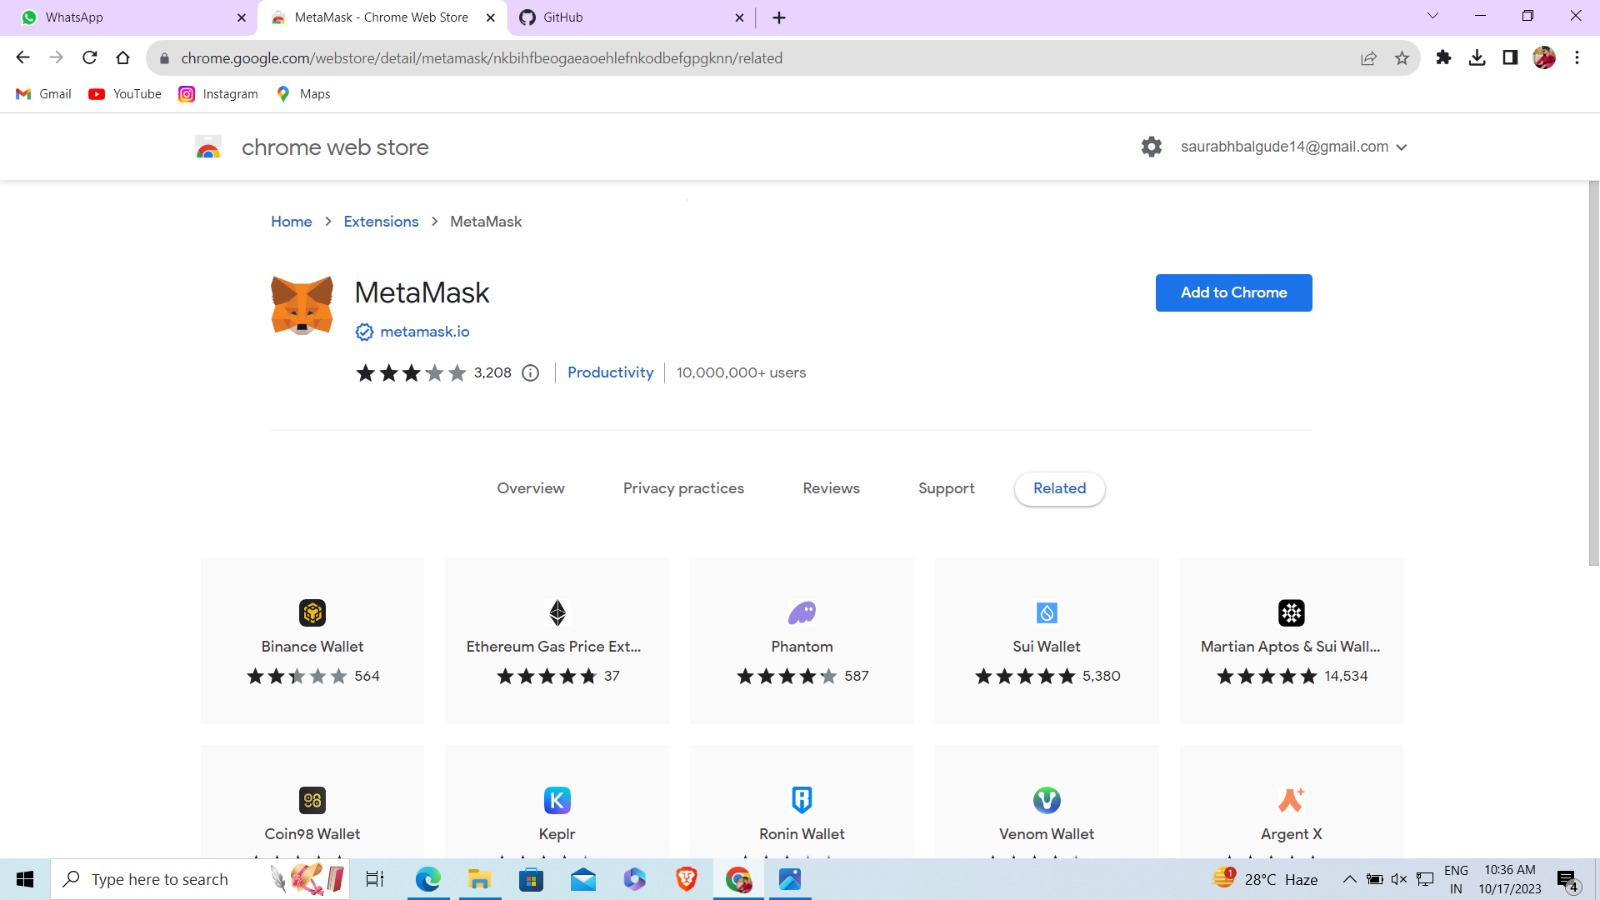 WhatsApp
MetaMask - Chrome Web Store
GitHub
chrome.google.com/webstore/detail/metamask/nkbihfbeogaeaoehlefnkodbefgpgknn/related
Gmail
YouTube
Instagram
Maps
chrome web store
saurabhbalgude14@gmail.com
Home
Extensions
MetaMask
MetaMask
Add to Chrome
metamask.io
3,208
Productivity
10,000,000+ users
Overview
Privacy practices
Reviews
Support
Related
Binance Wallet
564
Ethereum Gas Price Ext...
37
Phantom
587
Sui Wallet
5,380
Martian Aptos & Sui Wall...
14,534
Coin98 Wallet
Keplr
Ronin Wallet
Venom Wallet
Argent X
Type here to search
1
28°C Haze
ENG
IN
10:36 AM
10/17/2023
4